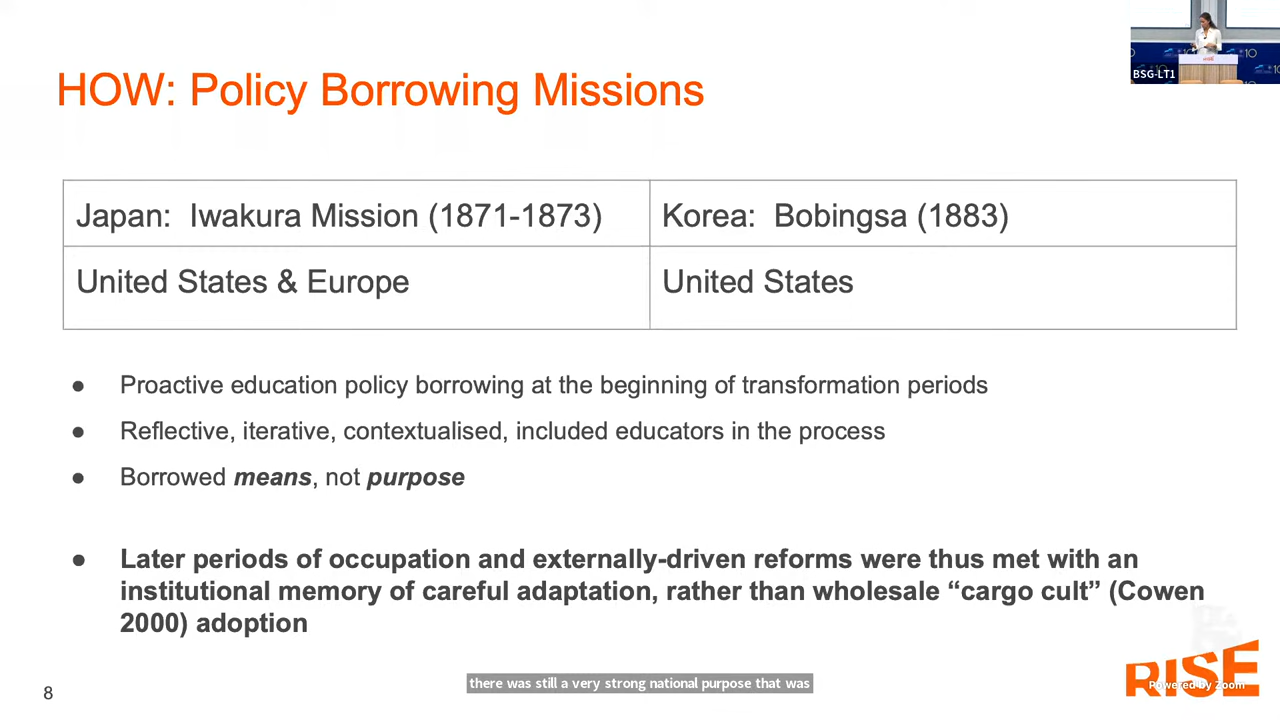 BSG-LT1
HOW: Policy Borrowing Missions
Japan: Iwakura Mission (1871-1873)
Korea: Bobingsa (1883)
United States & Europe
United States
● Proactive education policy borrowing at the beginning of transformation periods
● Reflective, iterative, contextualised, included educators in the process
● Borrowed means, not purpose
● Later periods of occupation and externally-driven reforms were thus met with an
institutional memory of careful adaptation, rather than wholesale “cargo cult” (Cowen
2000) adoption
there was still a very strong national purpose that was
8
RISE
Powered by Zoom